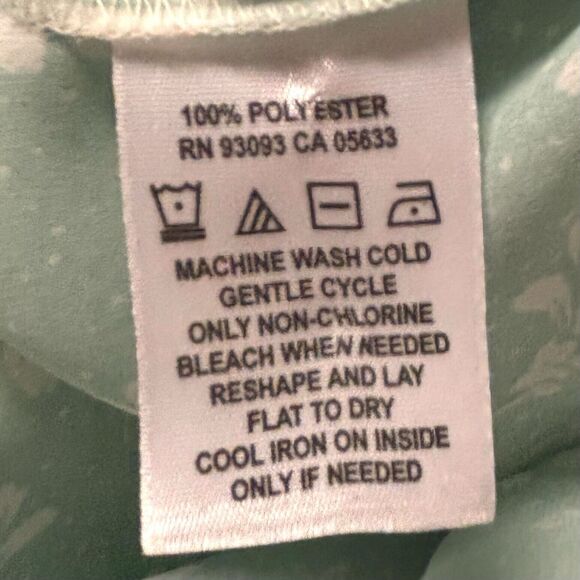 100% POLYESTER
RN 93093 CA 05633
MACHINE WASH COLD
GENTLE CYCLE
ONLY NON-CHLORINE
BLEACH WHEN NEEDED
RESHAPE AND LAY
FLAT TO DRY
COOL IRON ON INSIDE
ONLY IF NEEDED